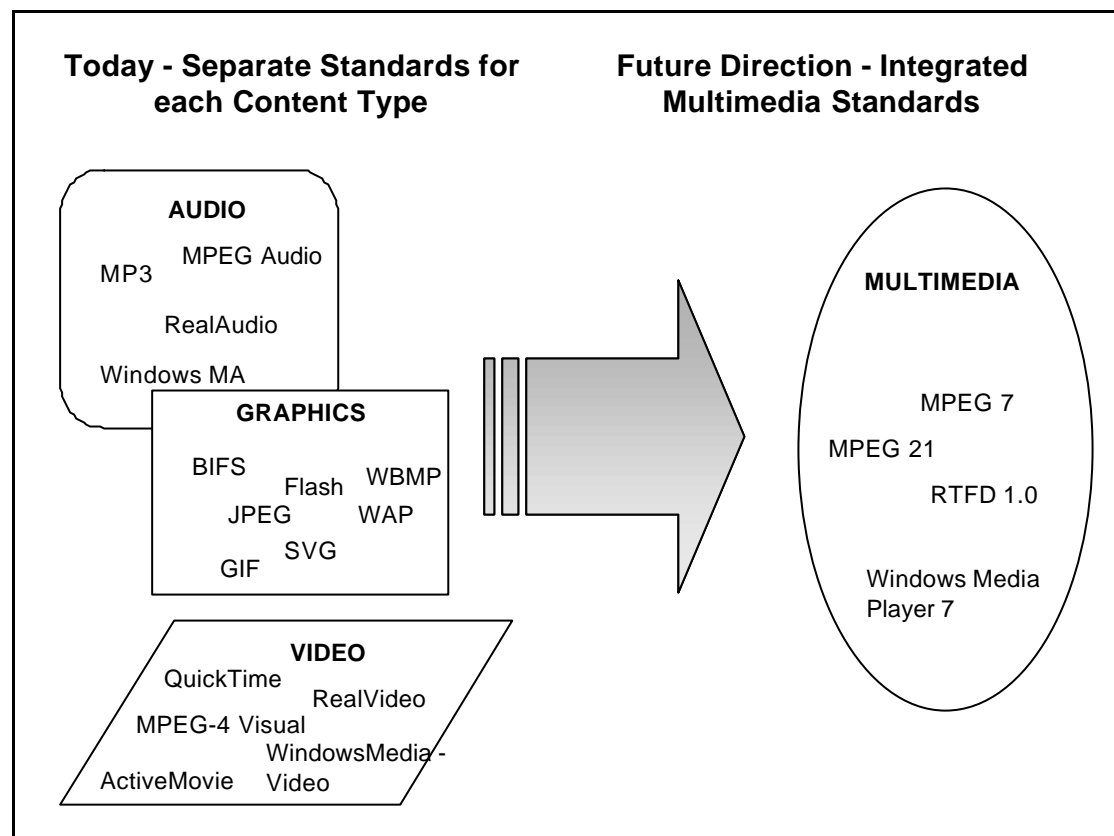 Today - Separate Standards for
each Content Type
Future Direction - Integrated
Multimedia Standards
AUDIO
MPEG Audio
MP3
RealAudio
Windows MA
GRAPHICS
BIFS
Flash
WBMP
JPEG
WAP
SVG
GIF
VIDEO
QuickTime
RealVideo
MPEG-4 Visual
WindowsMedia -
Video
ActiveMovie
MULTIMEDIA
MPEG 7
MPEG 21
RTFD 1.0
Windows Media
Player 7